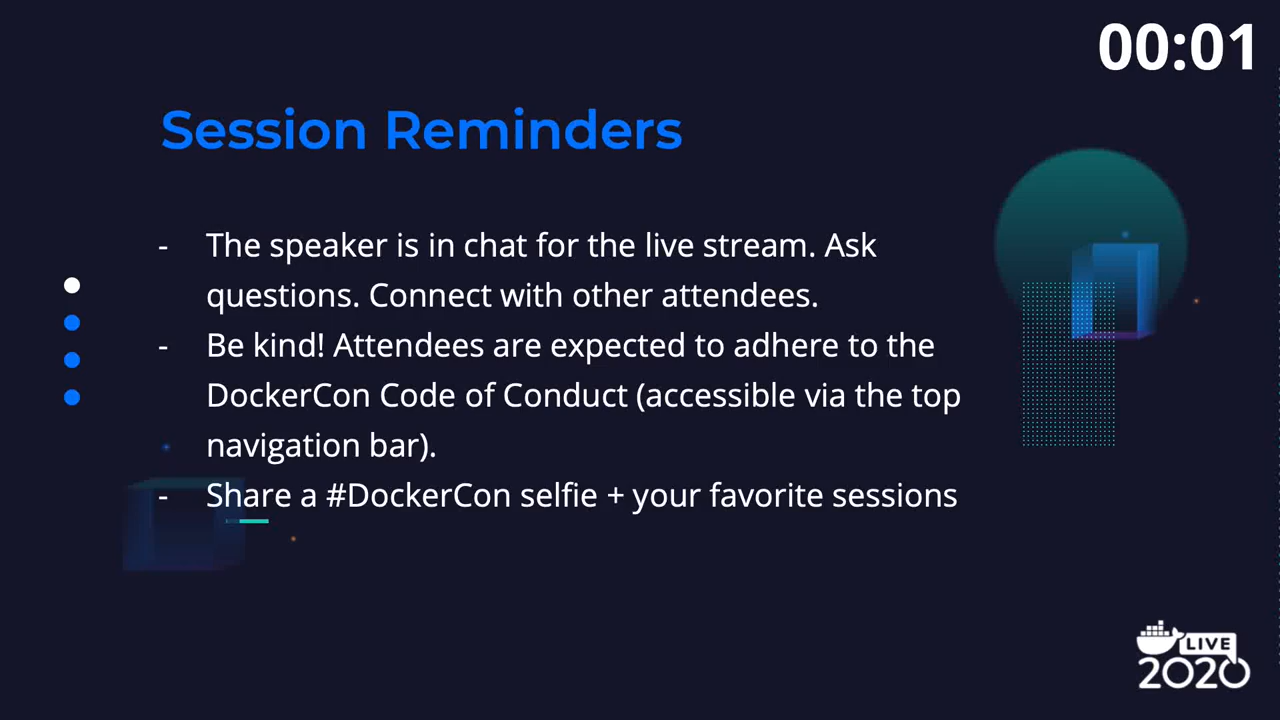 00:01
Session Reminders
- The speaker is in chat for the live stream. Ask
questions. Connect with other attendees.
- Be kind! Attendees are expected to adhere to the
DockerCon Code of Conduct (accessible via the top
navigation bar).
- Share a #DockerCon selfie + your favorite sessions
LIVE
2020